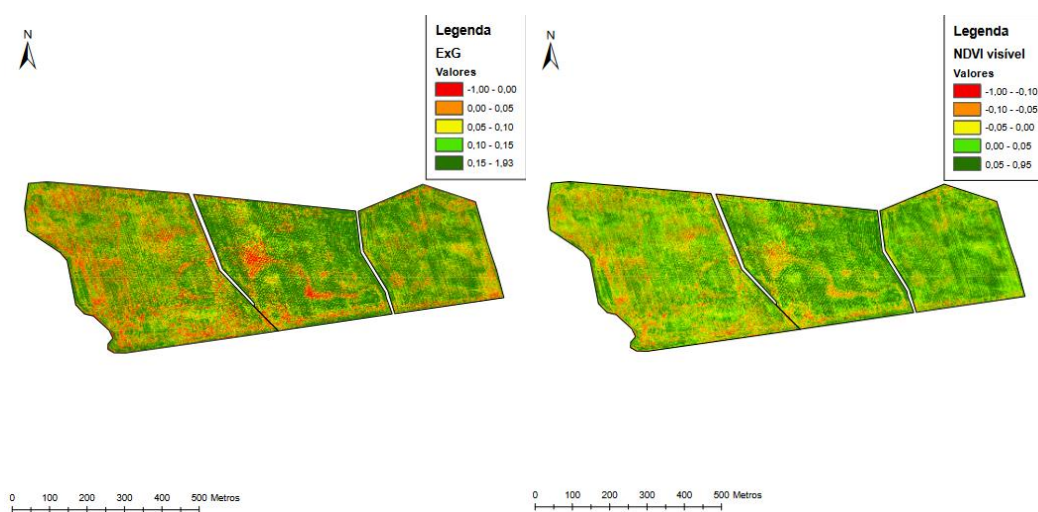 N
Legenda
ExG
Valores
-1,00 - 0,00
0,00 - 0,05
0,05 - 0,10
0,10 - 0,15
0,15 - 1,93
0 100 200 300 400 500 Metros
N
Legenda
NDVI visível
Valores
-1,00 - -0,10
-0,10 - -0,05
-0,05 - 0,00
0,00 - 0,05
0,05 - 0,95
0 100 200 300 400 500 Metros